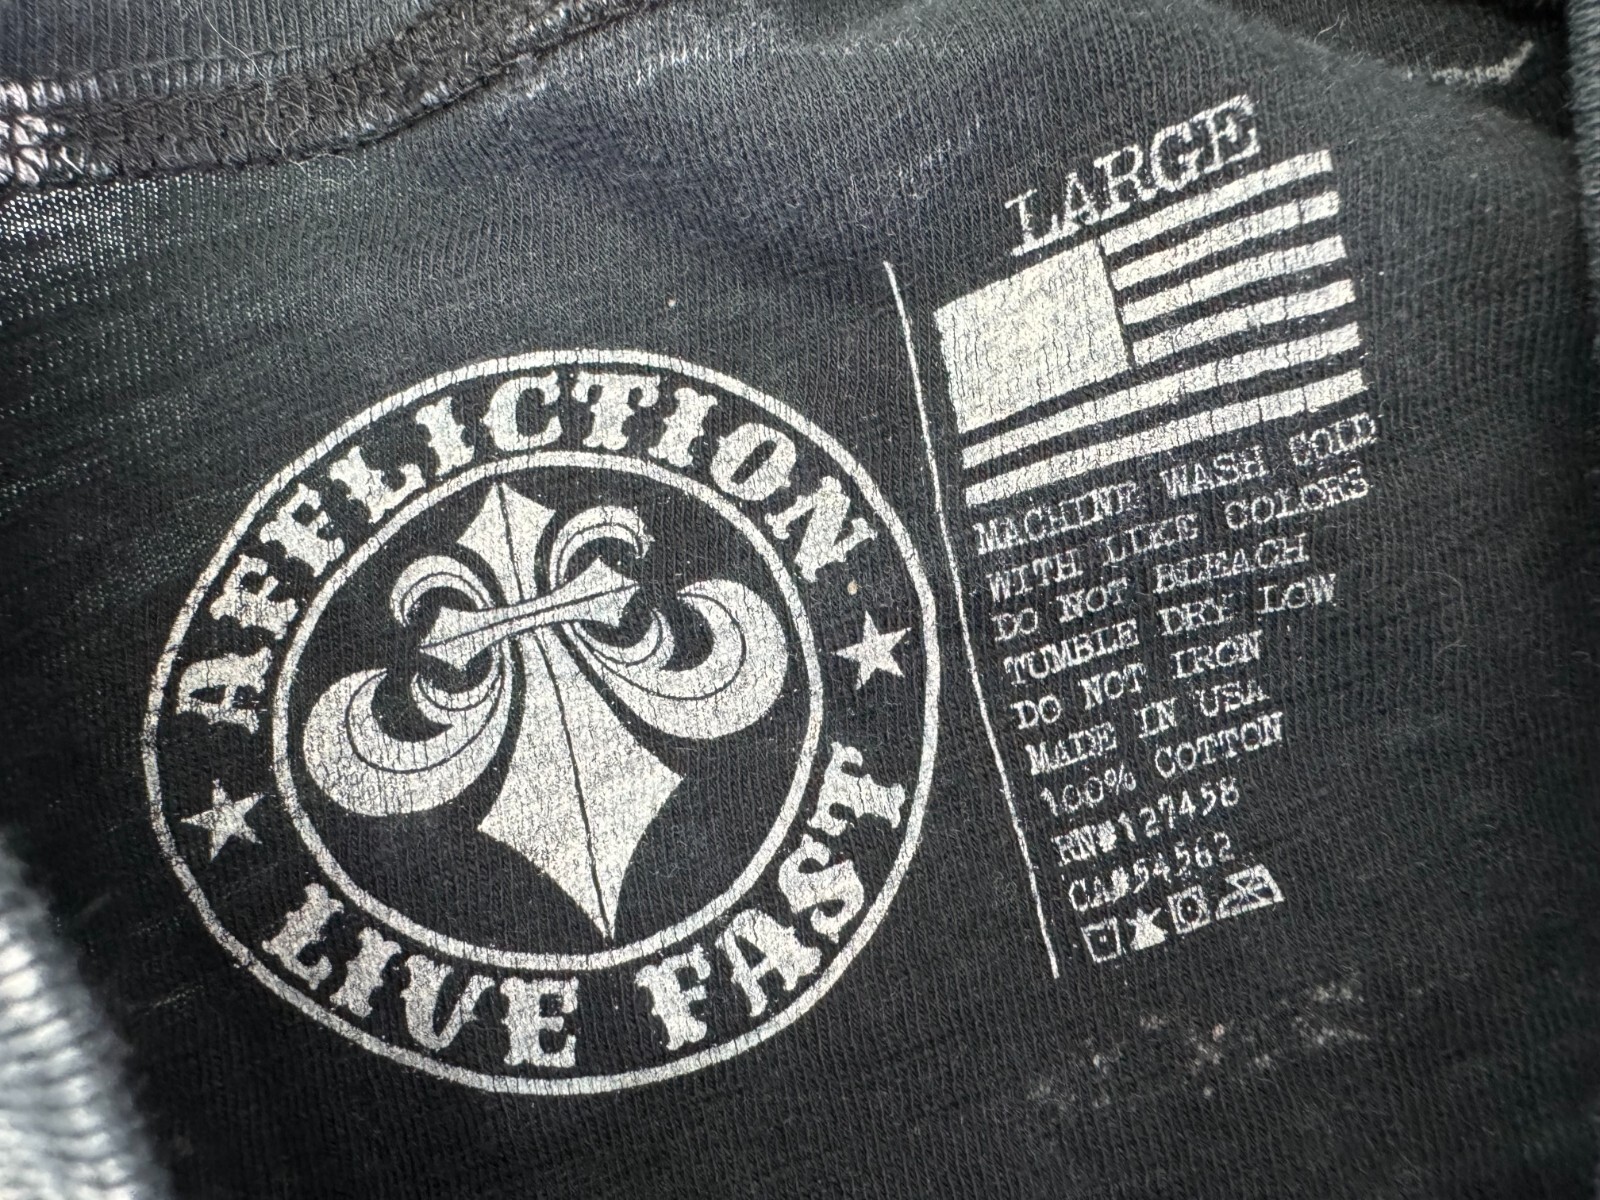 AFFLICTION
LIVE FAST
LARGE
MACHINE WASH COLD
WITH LIKE COLORS
DO NOT BLEACH
TUMBLE DRY LOW
DO NOT IRON
MADE IN USA
100% COTTON
RN#127458
CA#54562